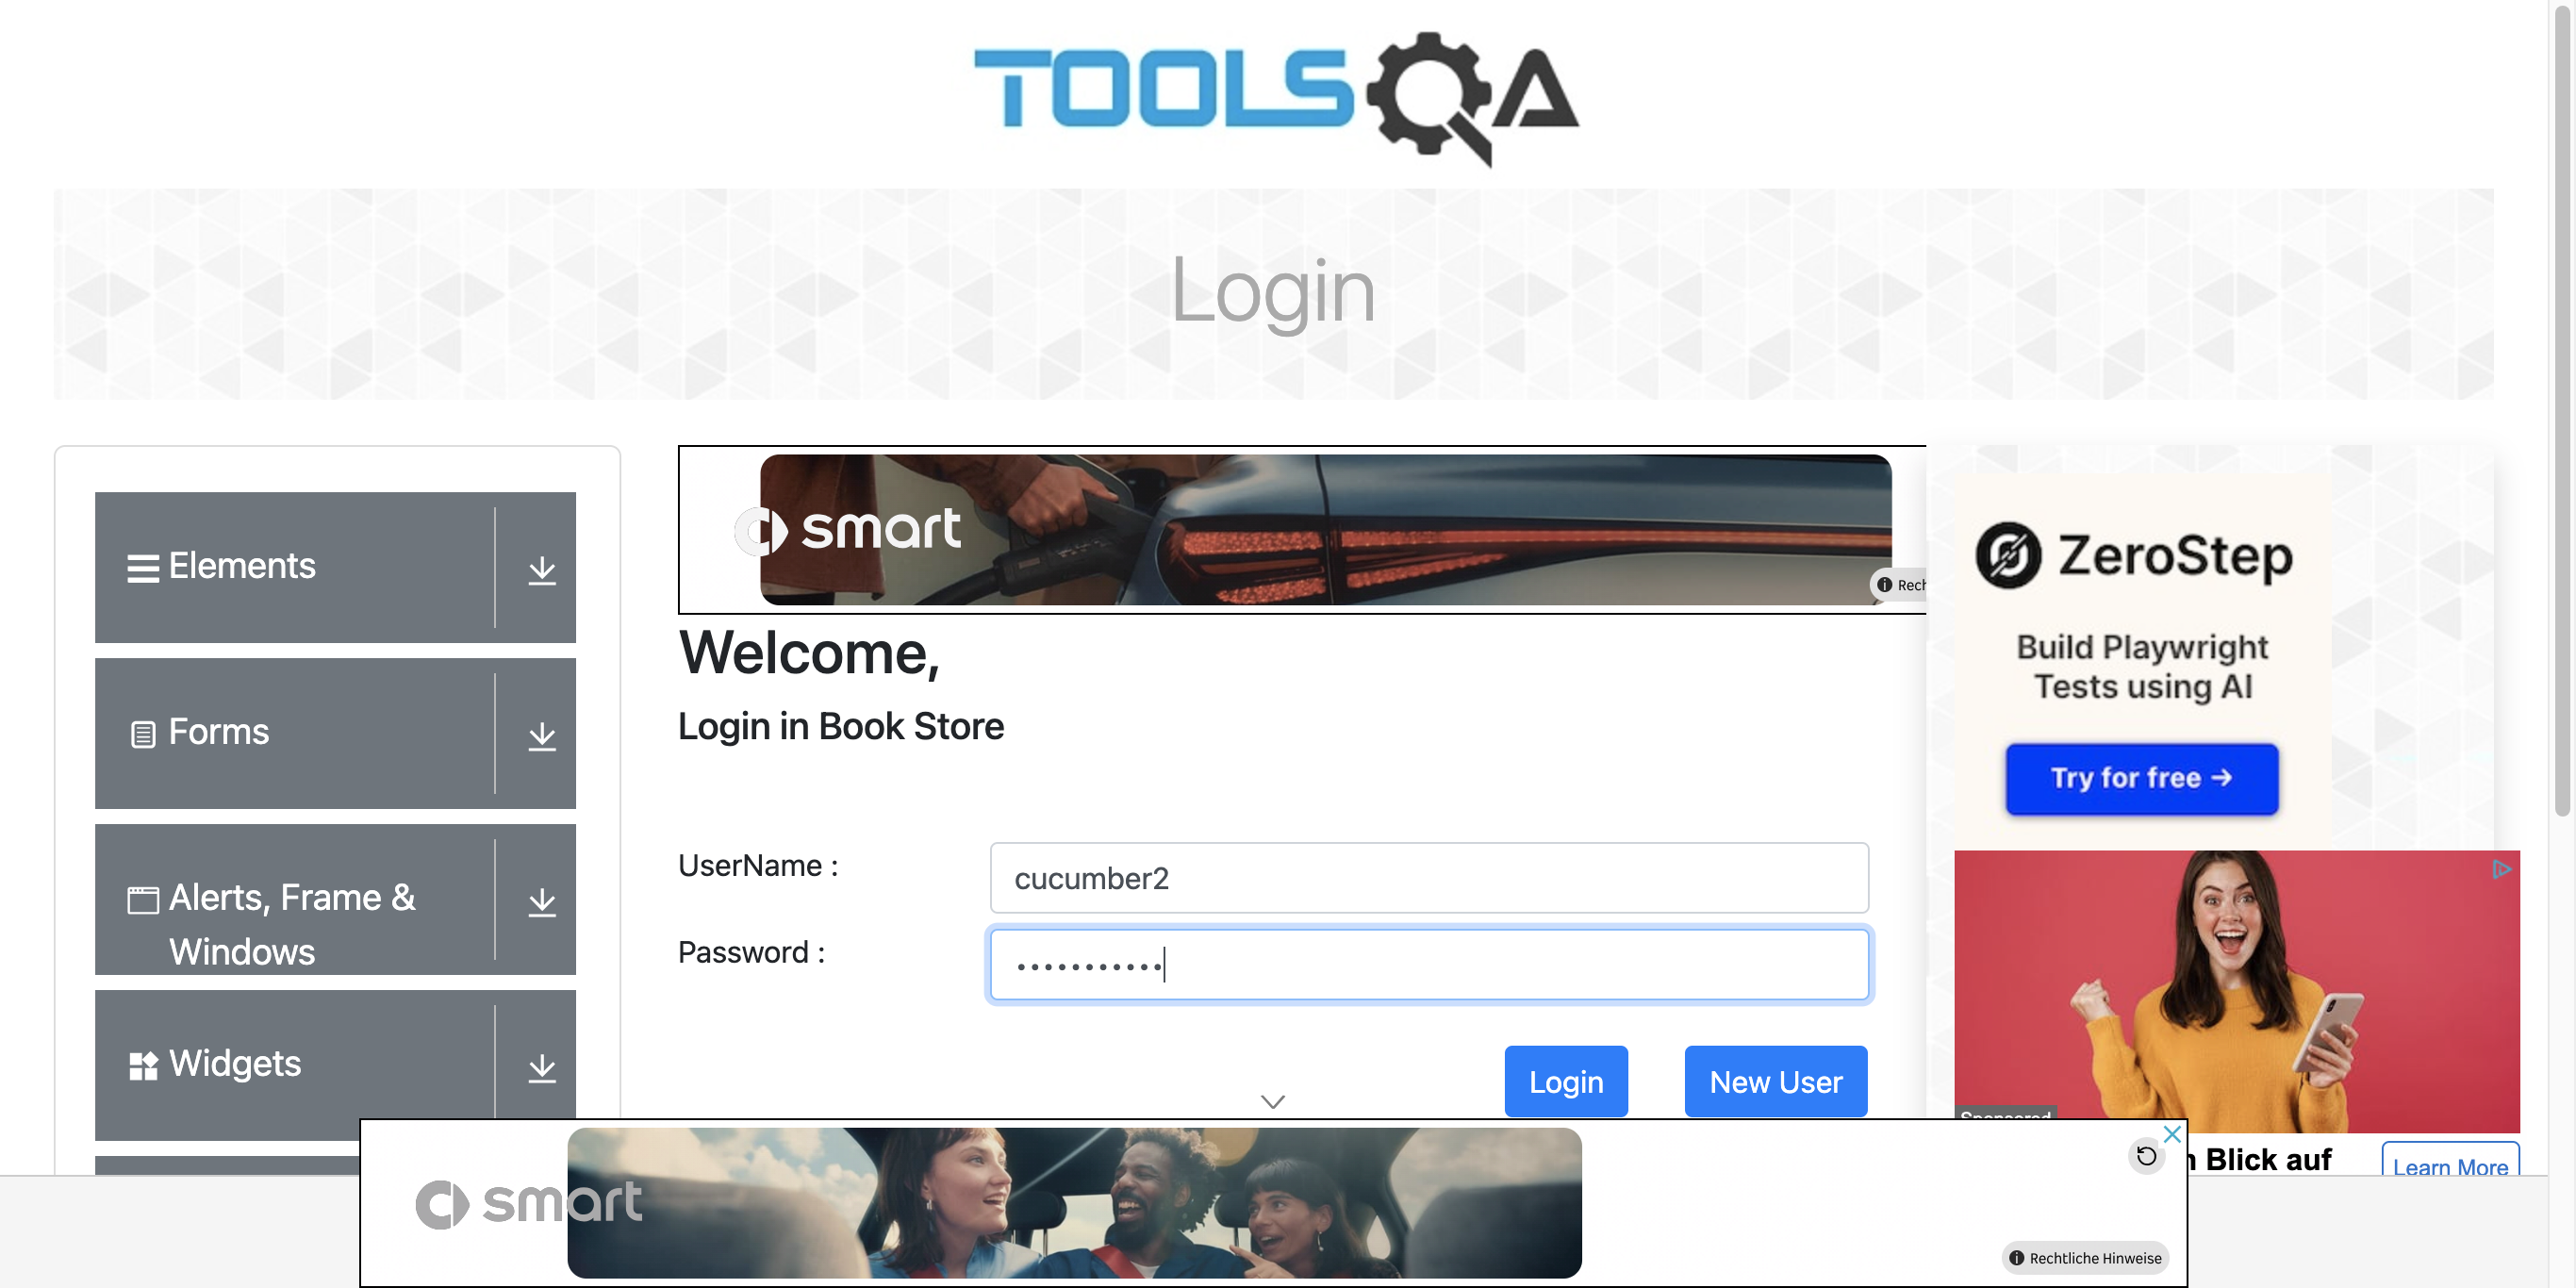 TOOLSQA
Login
Elements
Forms
Alerts, Frame &
Windows
Widgets
smart
Rech
Welcome,
Login in Book Store
UserName :
cucumber2
Password :
•••••••••••
Login
New User
ZeroStep
Build Playwright
Tests using AI
Try for free →
Sponsored
n Blick auf
Learn More
smart
Rechtliche Hinweise